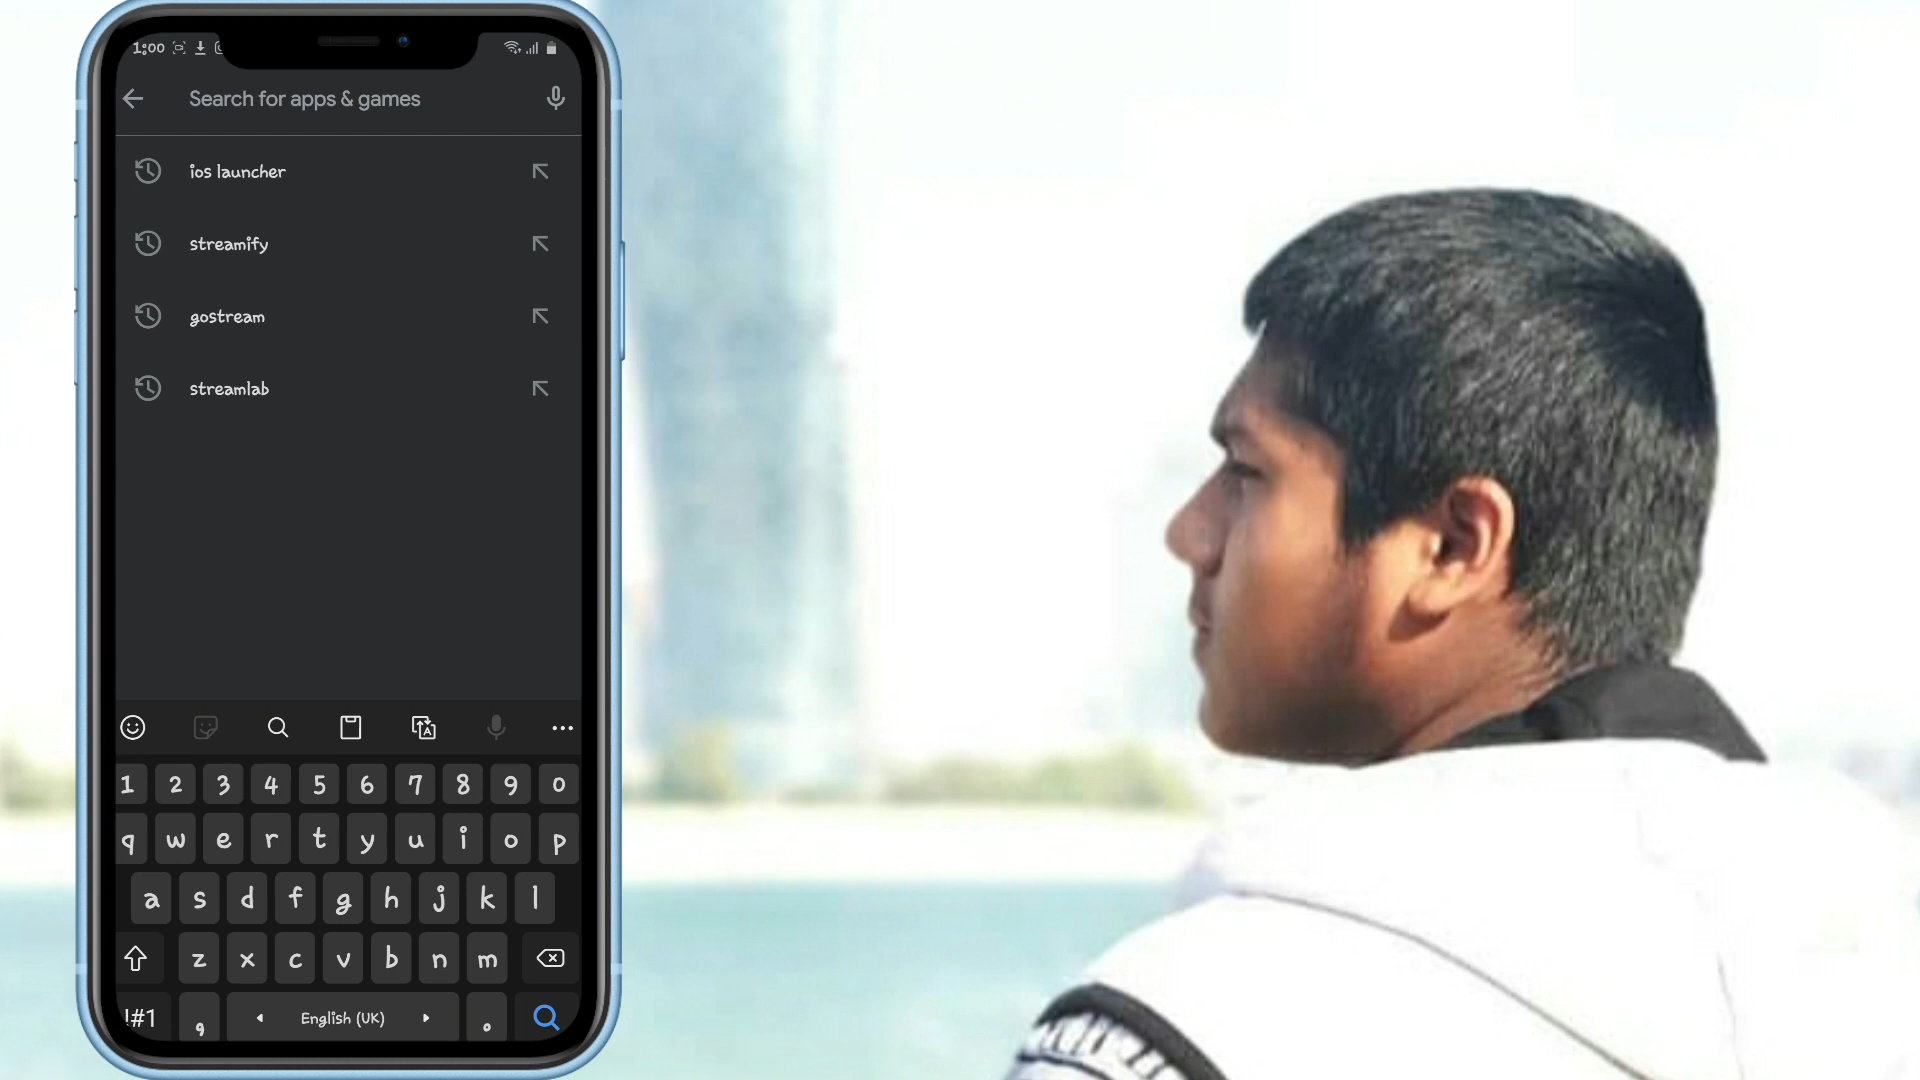 1:00
Search for apps & games
ios launcher
streamify
gostream
streamlab
1 2 3 4 5 6 7 8 9 0
q w e r t y u i o p
a s d f g h j k l
z x c v b n m
!#1 , English (UK) .